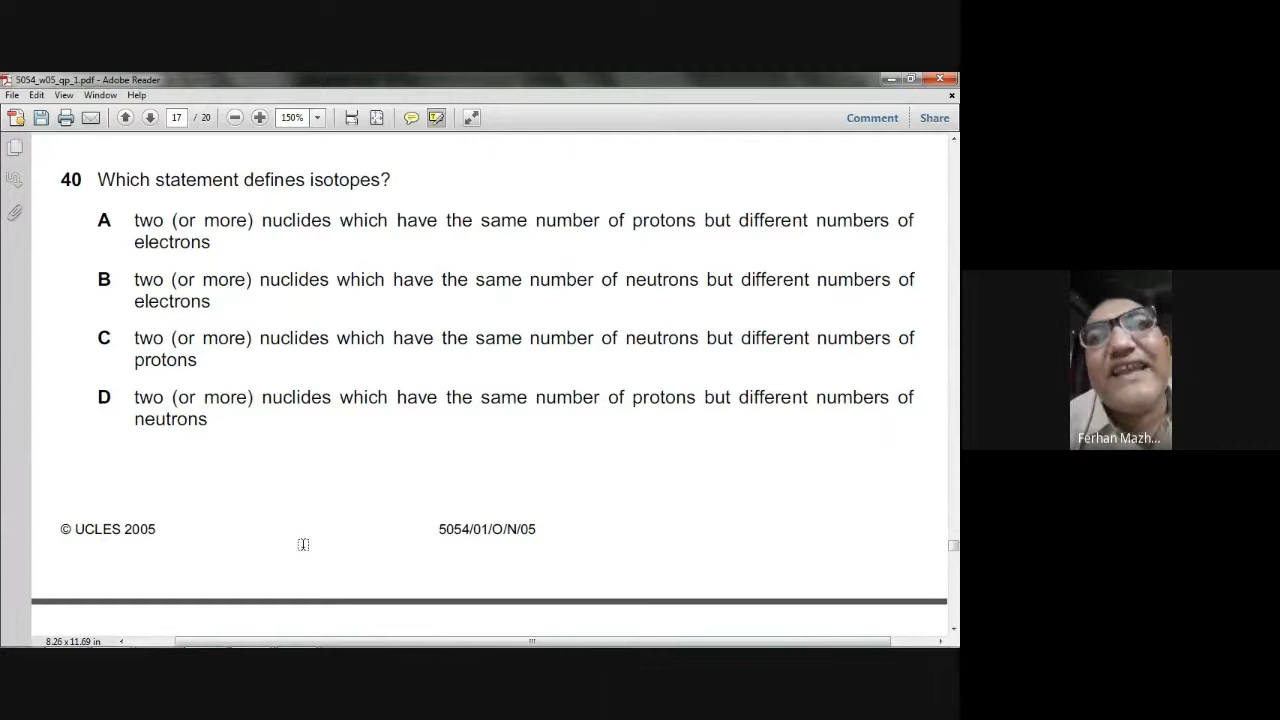 5054_w05_qp_1.pdf - Adobe Reader
File Edit View Window Help
17 / 20 150% Comment Share
40 Which statement defines isotopes?
A two (or more) nuclides which have the same number of protons but different numbers of
electrons
B two (or more) nuclides which have the same number of neutrons but different numbers of
electrons
C two (or more) nuclides which have the same number of neutrons but different numbers of
protons
D two (or more) nuclides which have the same number of protons but different numbers of
neutrons
© UCLES 2005 5054/01/O/N/05
8.26 x 11.69 in
Ferhan Mazh...